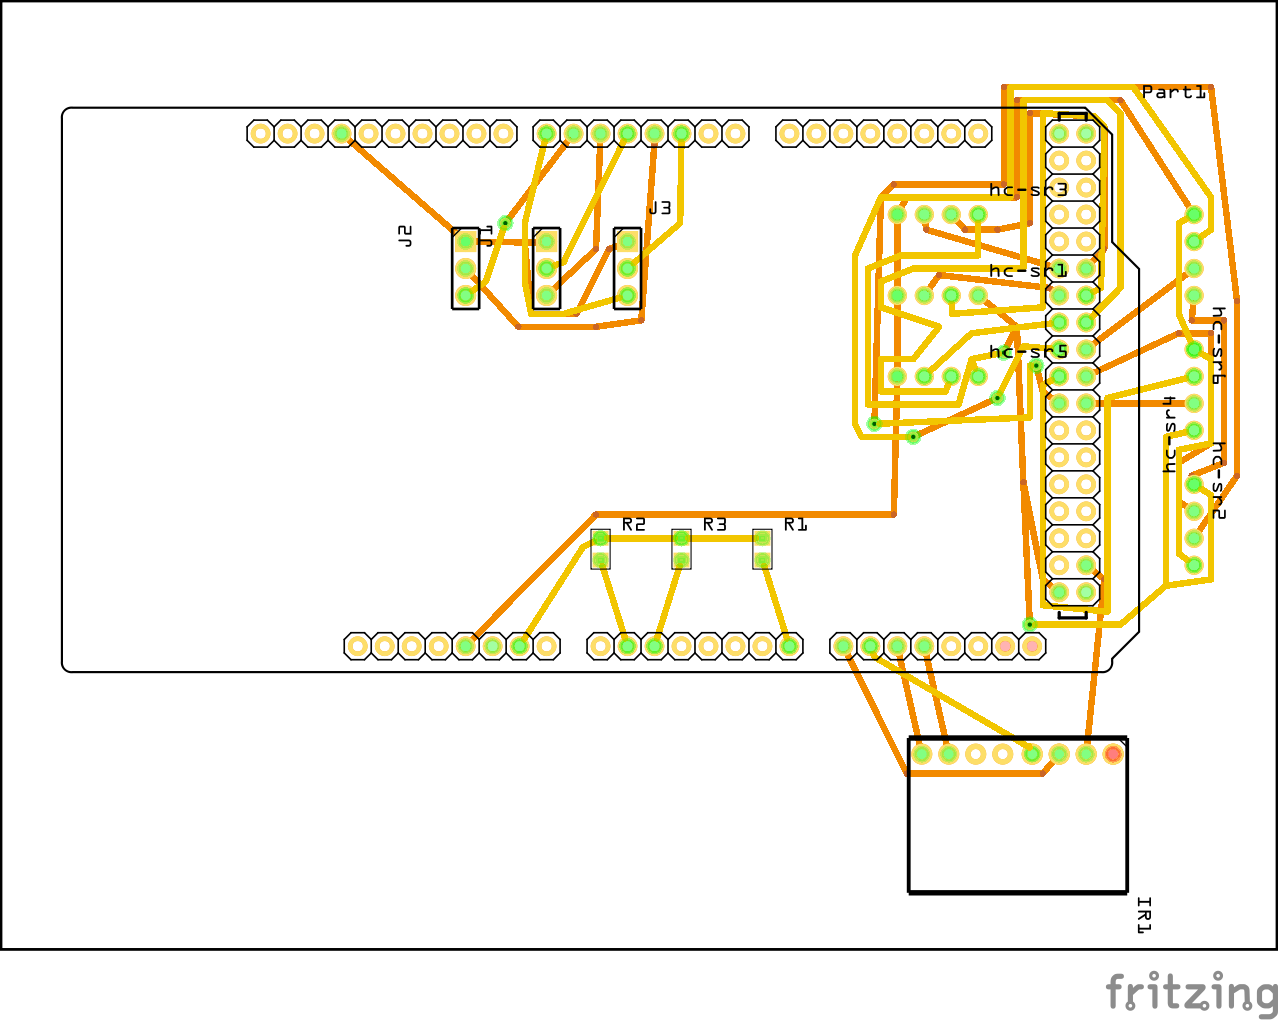 Part1
hc-sr3
J3
J2
J1
hc-sr1
hc-sr5
hc-sr6
hc-sr4
hc-sr2
R2
R3
R1
IR1
fritzing